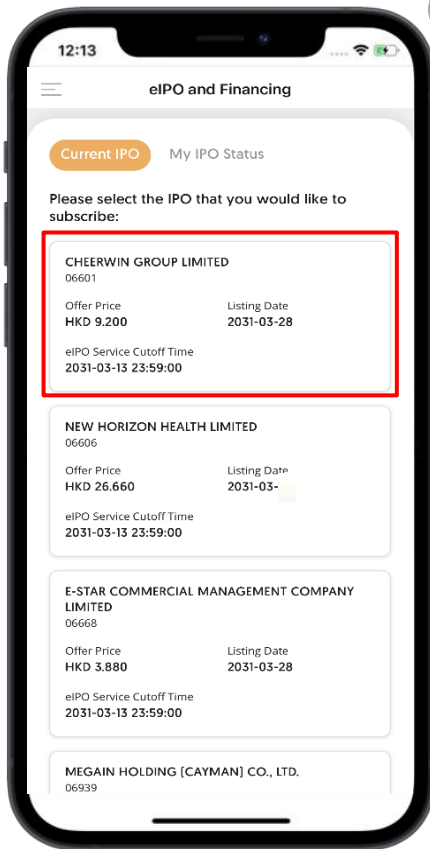 12:13
eIPO and Financing
Current IPO My IPO Status
Please select the IPO that you would like to
subscribe:
CHEERWIN GROUP LIMITED
06601
Offer Price Listing Date
HKD 9.200 2031-03-28
eIPO Service Cutoff Time
2031-03-13 23:59:00
NEW HORIZON HEALTH LIMITED
06606
Offer Price Listing Date
HKD 26.660 2031-03-
eIPO Service Cutoff Time
2031-03-13 23:59:00
E-STAR COMMERCIAL MANAGEMENT COMPANY
LIMITED
06668
Offer Price Listing Date
HKD 3.880 2031-03-28
eIPO Service Cutoff Time
2031-03-13 23:59:00
MEGAIN HOLDING [CAYMAN] CO., LTD.
06939